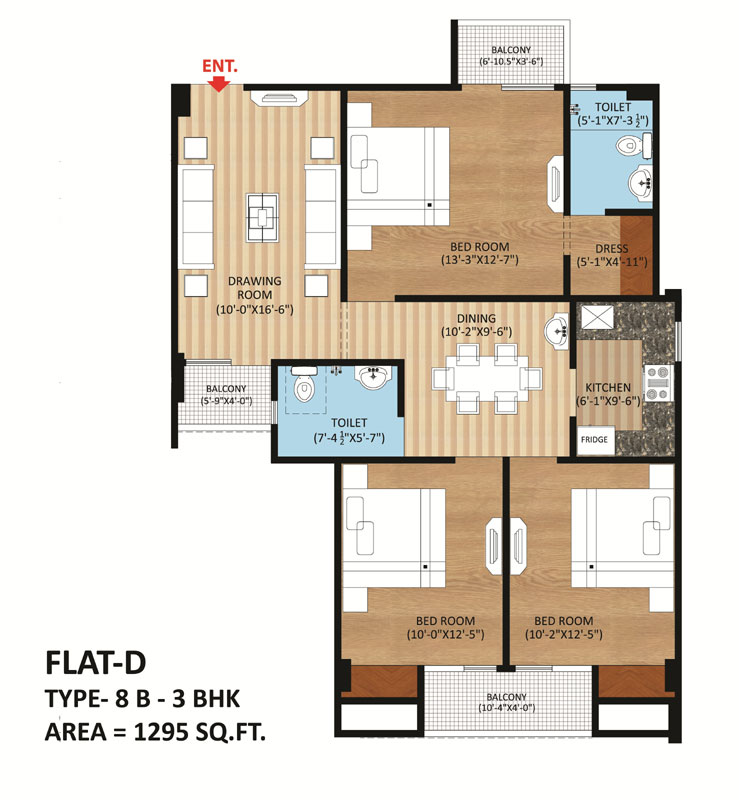 BALCONY
(6'-10.5"X3'-6")
ENT.
TOILET
(5'-1"X7'-3 ½")
BED ROOM
(13'-3"X12'-7")
DRESS
(5'-1"X4'-11")
DRAWING
ROOM
(10'-0"X16'-6")
DINING
(10'-2"X9'-6")
BALCONY
(5'-9"X4'-0")
KITCHEN
(6'-1"X9'-6")
TOILET
(7'-4 ½"X5'-7")
FRIDGE
BED ROOM
(10'-0"X12'-5")
BED ROOM
(10'-2"X12'-5")
BALCONY
(10'-4"X4'-0")
FLAT-D
TYPE- 8 B - 3 BHK
AREA = 1295 SQ.FT.